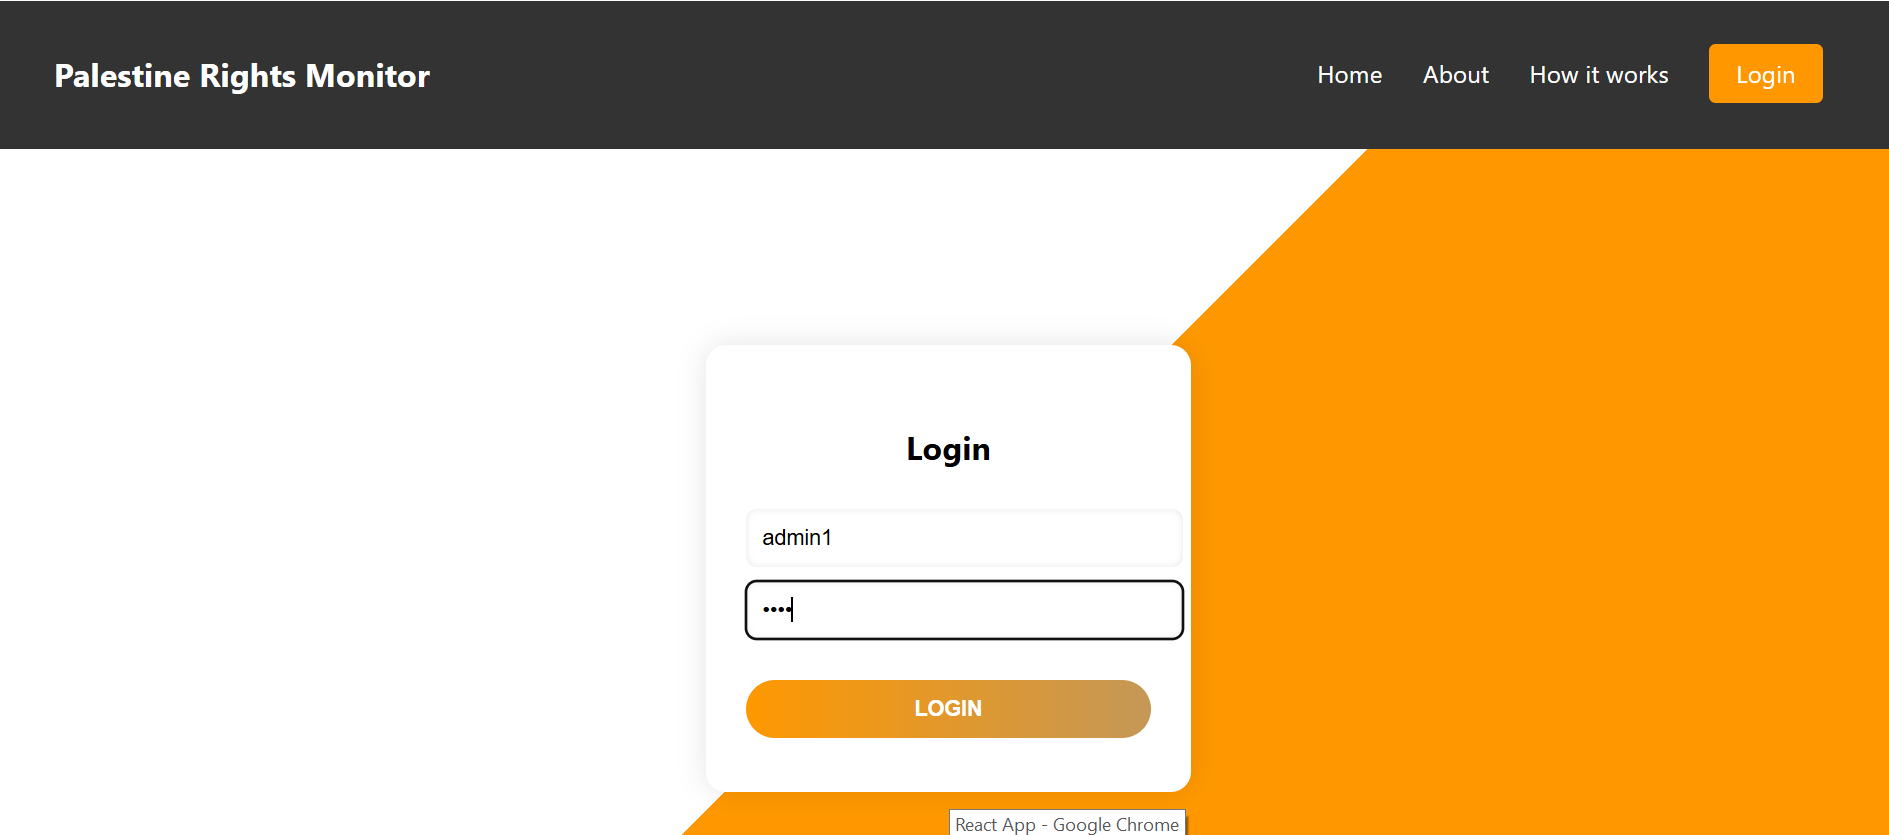 Palestine Rights Monitor
Home About How it works Login
Login
admin1
••••
LOGIN
React App - Google Chrome